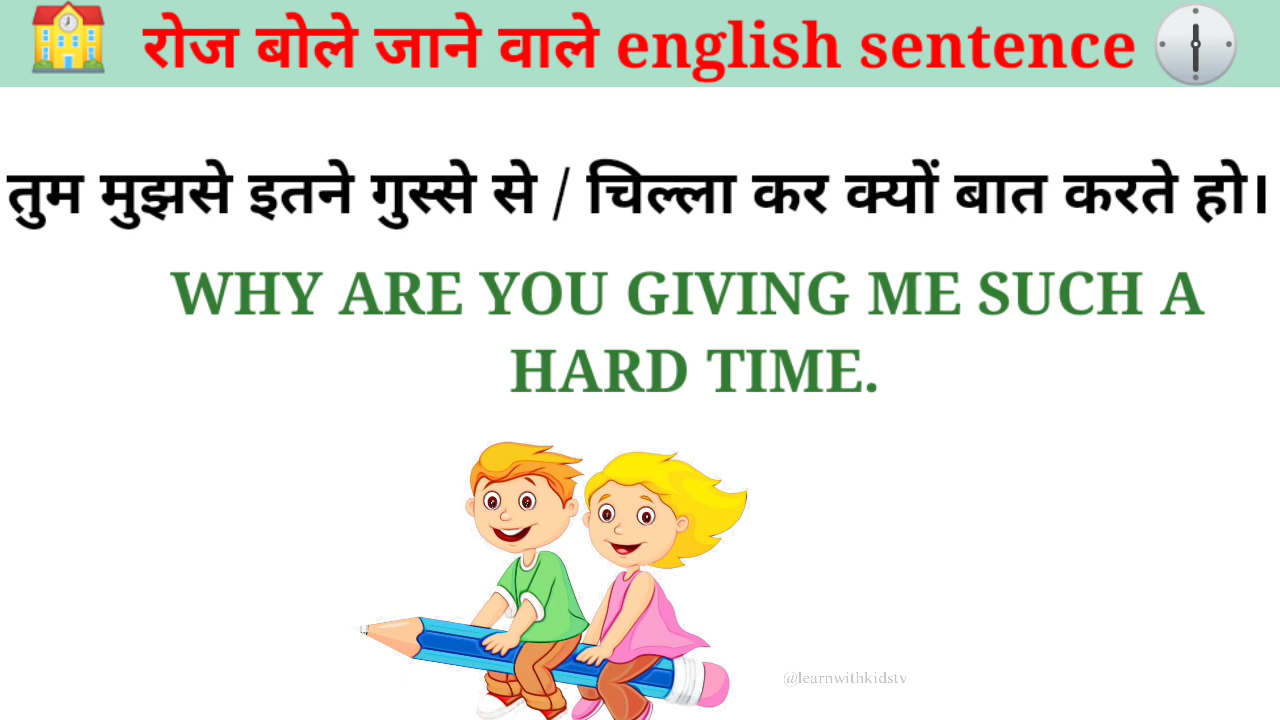 रोज बोले जाने वाले english sentence
तुम मुझसे इतने गुस्से से / चिल्ला कर क्यों बात करते हो।
WHY ARE YOU GIVING ME SUCH A
HARD TIME.
@learnwithkidstv